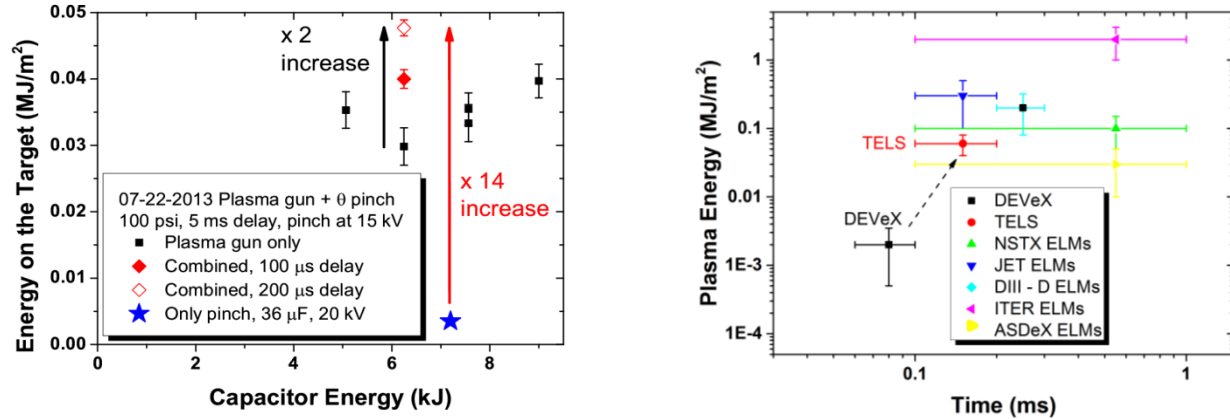 Energy on the Target (MJ/m²)
0.05
0.04
0.03
0.02
0.01
0.00
x 2
increase
x 14
increase
07-22-2013 Plasma gun + θ pinch
100 psi, 5 ms delay, pinch at 15 kV
Plasma gun only
Combined, 100 μs delay
Combined, 200 μs delay
Only pinch, 36 μF, 20 kV
0 2 4 6 8
Capacitor Energy (kJ)
Plasma Energy (MJ/m²)
1
0.1
0.01
1E-3
1E-4
TELS
DEVeX
DEVeX
TELS
NSTX ELMs
JET ELMs
DIII - D ELMs
ITER ELMs
ASDeX ELMs
0.1 1
Time (ms)